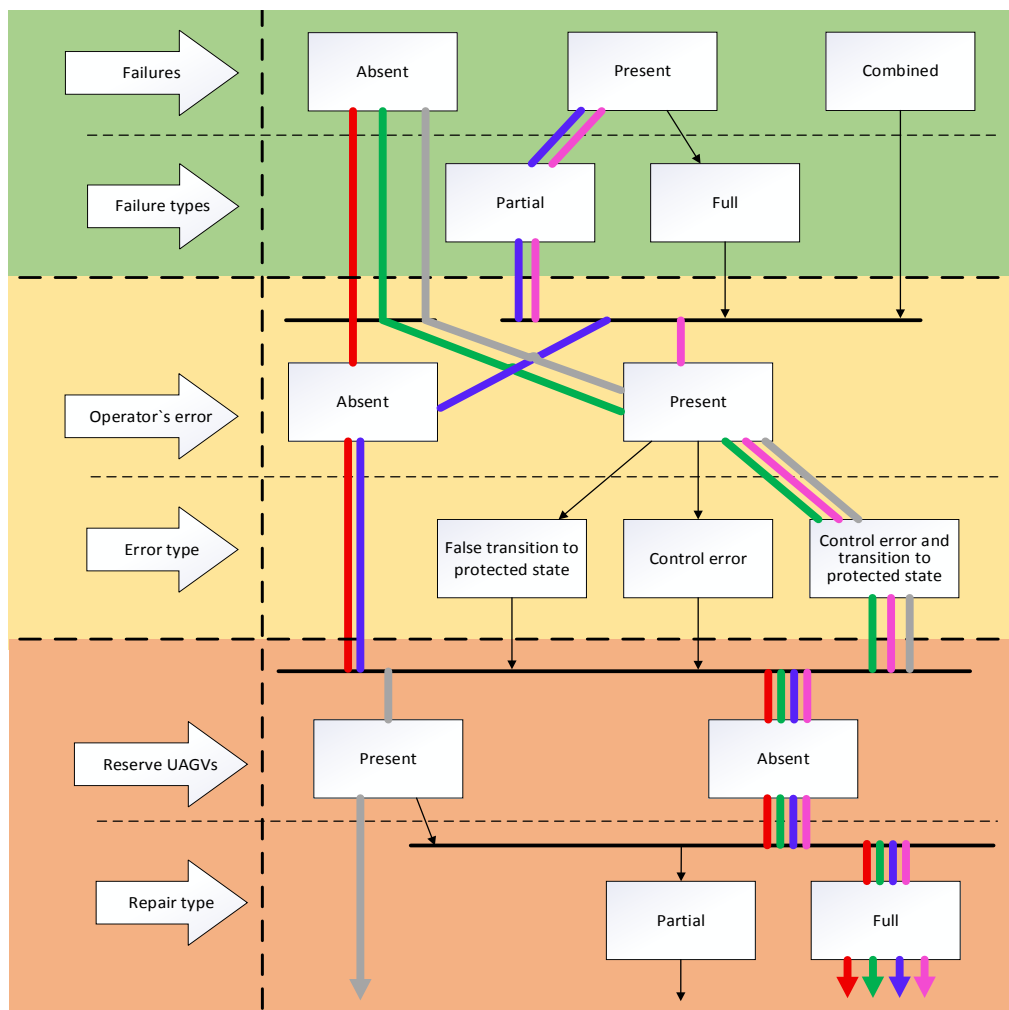 Failures
Absent
Present
Combined
Failure types
Partial
Full
Operator`s error
Absent
Present
Error type
False transition to
protected state
Control error
Control error and
transition to
protected state
Reserve UAGVs
Present
Absent
Repair type
Partial
Full